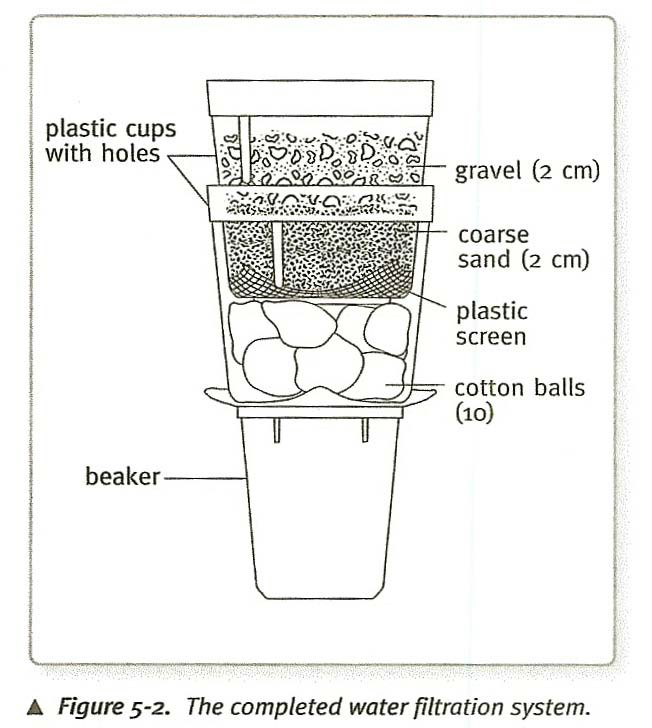 plastic cups
with holes
gravel (2 cm)
coarse
sand (2 cm)
plastic
screen
cotton balls
(10)
beaker
▲ Figure 5-2. The completed water filtration system.